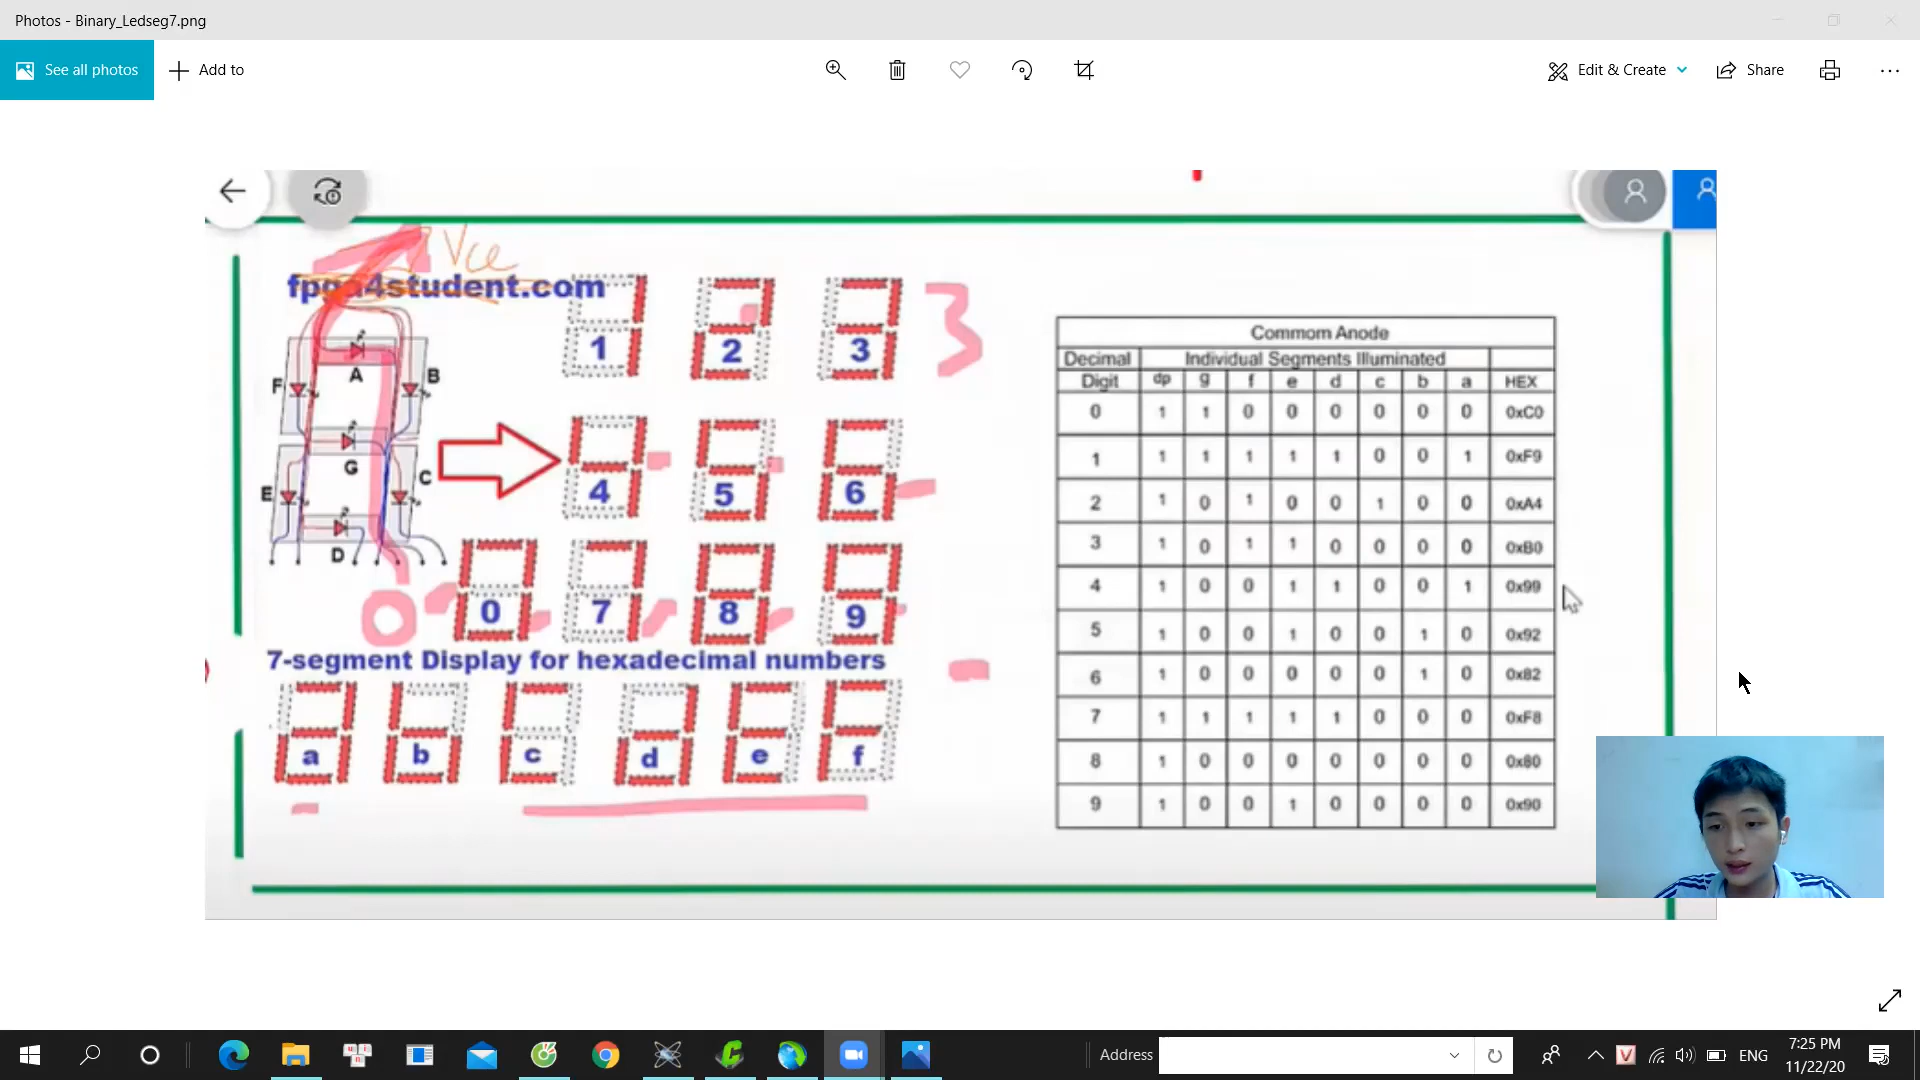 Photos - Binary_Ledseg7.png
See all photos
Add to
Edit & Create
Share
Vcc
fpga4student.com
1 2 3
3
A
F B
G
E C
D
4 5 6
0
0 7 8 9
7-segment Display for hexadecimal numbers
a b c d e f
Commom Anode
Decimal Individual Segments Illuminated
Digit dp g f e d c b a HEX
0 1 1 0 0 0 0 0 0 0xC0
1 1 1 1 1 1 0 0 1 0xF9
2 1 0 1 0 0 1 0 0 0xA4
3 1 0 1 1 0 0 0 0 0xB0
4 1 0 0 1 1 0 0 1 0x99
5 1 0 0 1 0 0 1 0 0x92
6 1 0 0 0 0 0 1 0 0x82
7 1 1 1 1 1 0 0 0 0xF8
8 1 0 0 0 0 0 0 0 0x80
9 1 0 0 1 0 0 0 0 0x90
Address
V
ENG
7:25 PM
11/22/20